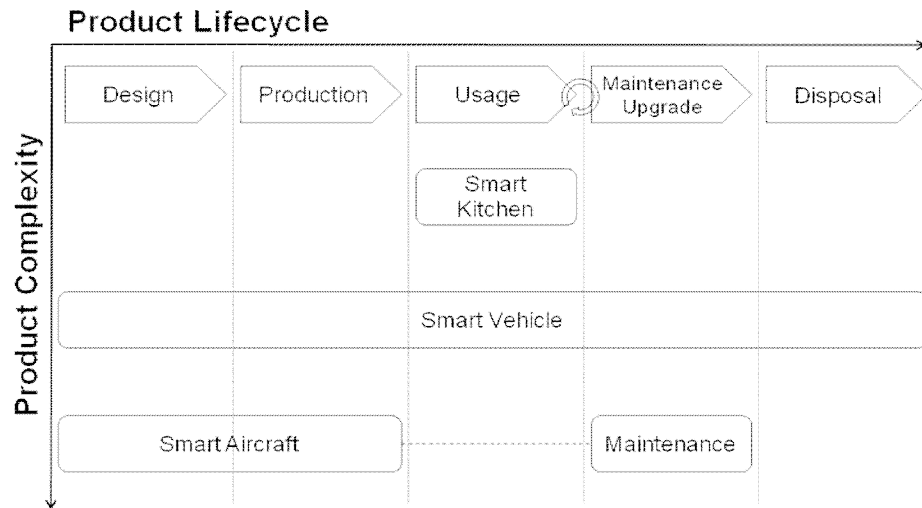 Product Lifecycle
Design
Production
Usage
Maintenance
Upgrade
Disposal
Product Complexity
Smart
Kitchen
Smart Vehicle
Smart Aircraft
Maintenance